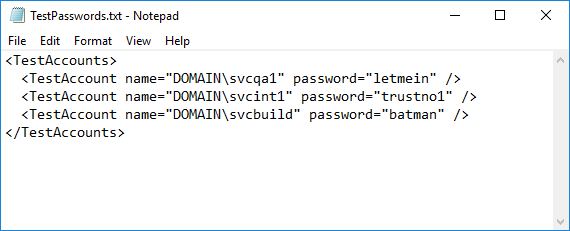 TestPasswords.txt - Notepad
File Edit Format View Help
<TestAccounts>
  <TestAccount name="DOMAIN\svcqa1" password="letmein" />
  <TestAccount name="DOMAIN\svcint1" password="trustno1" />
  <TestAccount name="DOMAIN\svcbuild" password="batman" />
</TestAccounts>